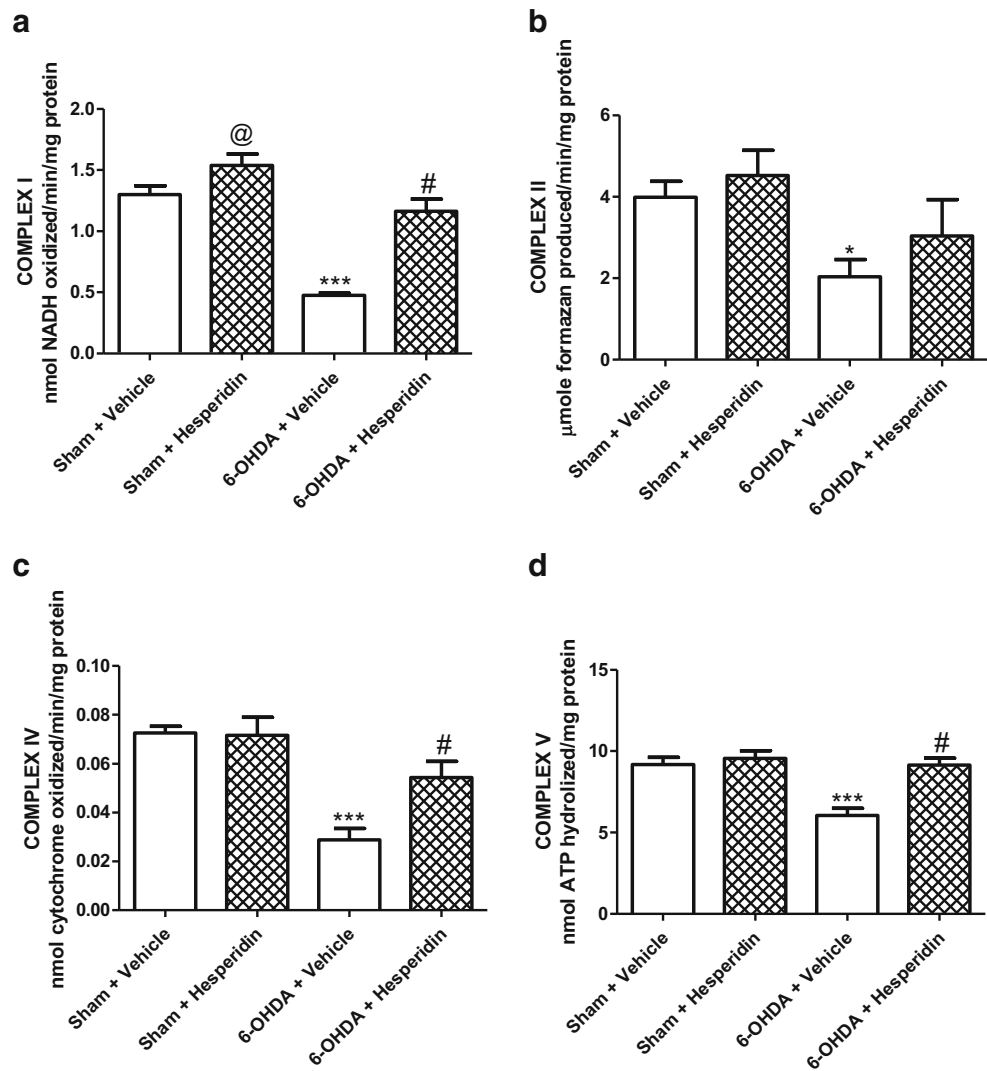 a
COMPLEX I
nmol NADH oxidized/min/mg protein
2.0
1.5
1.0
0.5
0.0
@
***
#
Sham + Vehicle
Sham + Hesperidin
6-OHDA + Vehicle
6-OHDA + Hesperidin
b
COMPLEX II
µmole formazan produced/min/mg protein
6
4
2
0
*
Sham + Vehicle
Sham + Hesperidin
6-OHDA + Vehicle
6-OHDA + Hesperidin
c
COMPLEX IV
nmol cytochrome oxidized/min/mg protein
0.10
0.08
0.06
0.04
0.02
0.00
***
#
Sham + Vehicle
Sham + Hesperidin
6-OHDA + Vehicle
6-OHDA + Hesperidin
d
COMPLEX V
nmol ATP hydrolized/mg protein
15
10
5
0
***
#
Sham + Vehicle
Sham + Hesperidin
6-OHDA + Vehicle
6-OHDA + Hesperidin